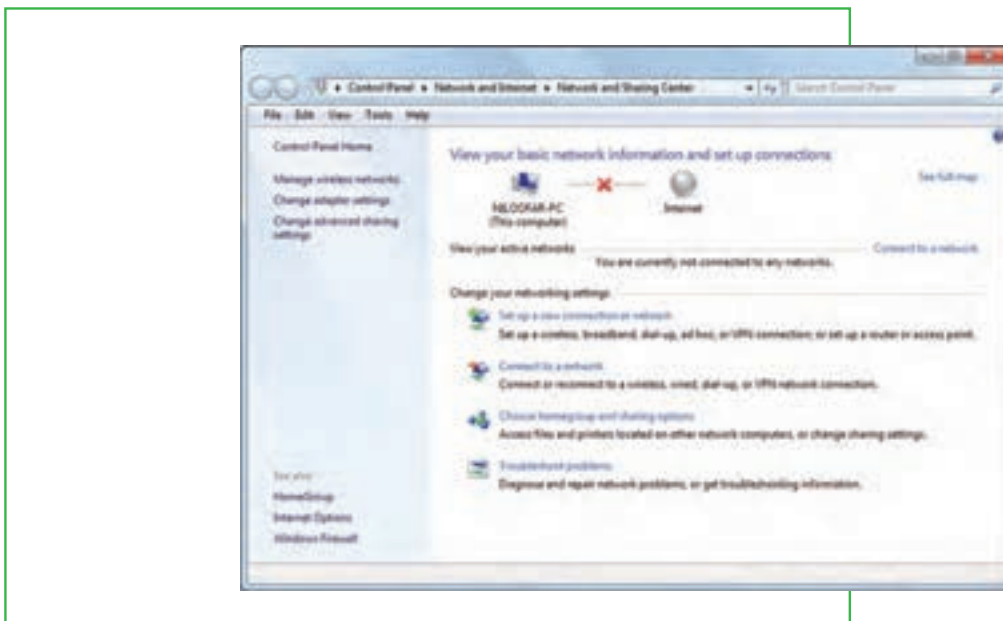 Control Panel Network and Internet Network and Sharing Center Search Control Panel
File Edit View Tools Help
Control Panel Home
Manage wireless networks
Change adapter settings
Change advanced sharing
settings
See also
HomeGroup
Internet Options
Windows Firewall
View your basic network information and set up connections
See full map
NILOOFAR-PC
(This computer)
Internet
View your active networks
Connect to a network
You are currently not connected to any networks.
Change your networking settings
Set up a new connection or network
Set up a wireless, broadband, dial-up, ad hoc, or VPN connection; or set up a router or access point.
Connect to a network
Connect or reconnect to a wireless, wired, dial-up, or VPN network connection.
Choose homegroup and sharing options
Access files and printers located on other network computers, or change sharing settings.
Troubleshoot problems
Diagnose and repair network problems, or get troubleshooting information.